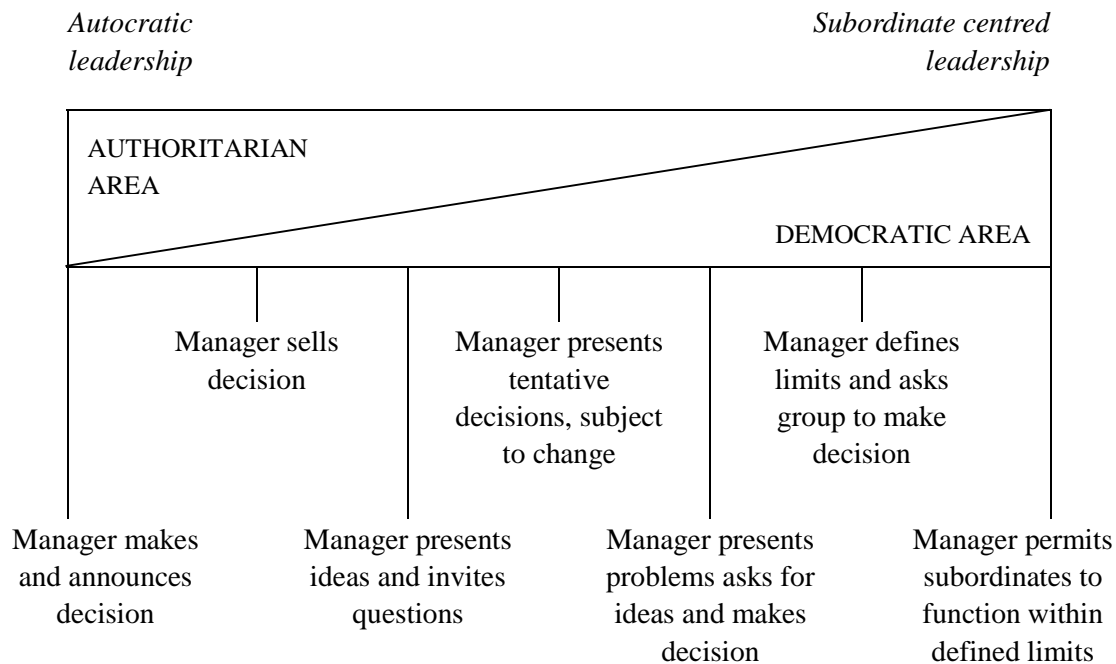 Autocratic
leadership
Subordinate centred
leadership
AUTHORITARIAN
AREA
DEMOCRATIC AREA
Manager sells
decision
Manager presents
tentative
decisions, subject
to change
Manager defines
limits and asks
group to make
decision
Manager makes
and announces
decision
Manager presents
ideas and invites
questions
Manager presents
problems asks for
ideas and makes
decision
Manager permits
subordinates to
function within
defined limits